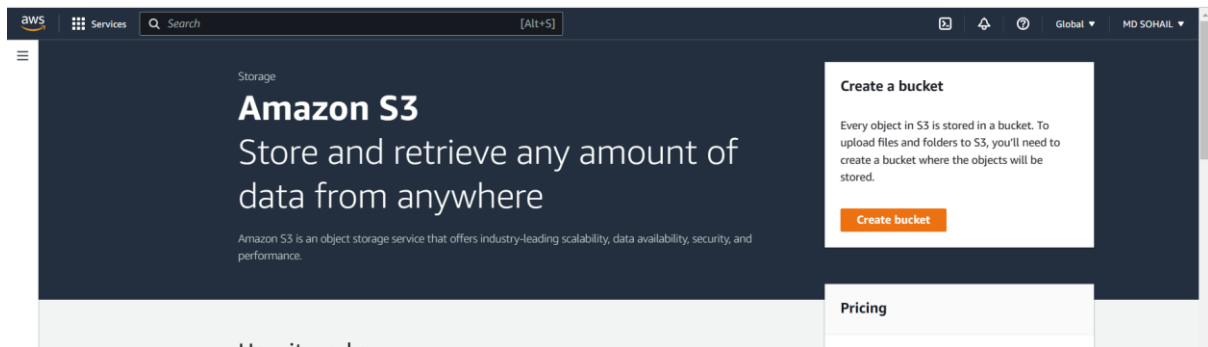 aws
Services
Search
[Alt+S]
Global ▼
MD SOHAIL ▼
Storage
Amazon S3
Store and retrieve any amount of
data from anywhere
Amazon S3 is an object storage service that offers industry-leading scalability, data availability, security, and
performance.
Create a bucket
Every object in S3 is stored in a bucket. To
upload files and folders to S3, you'll need to
create a bucket where the objects will be
stored.
Create bucket
Pricing